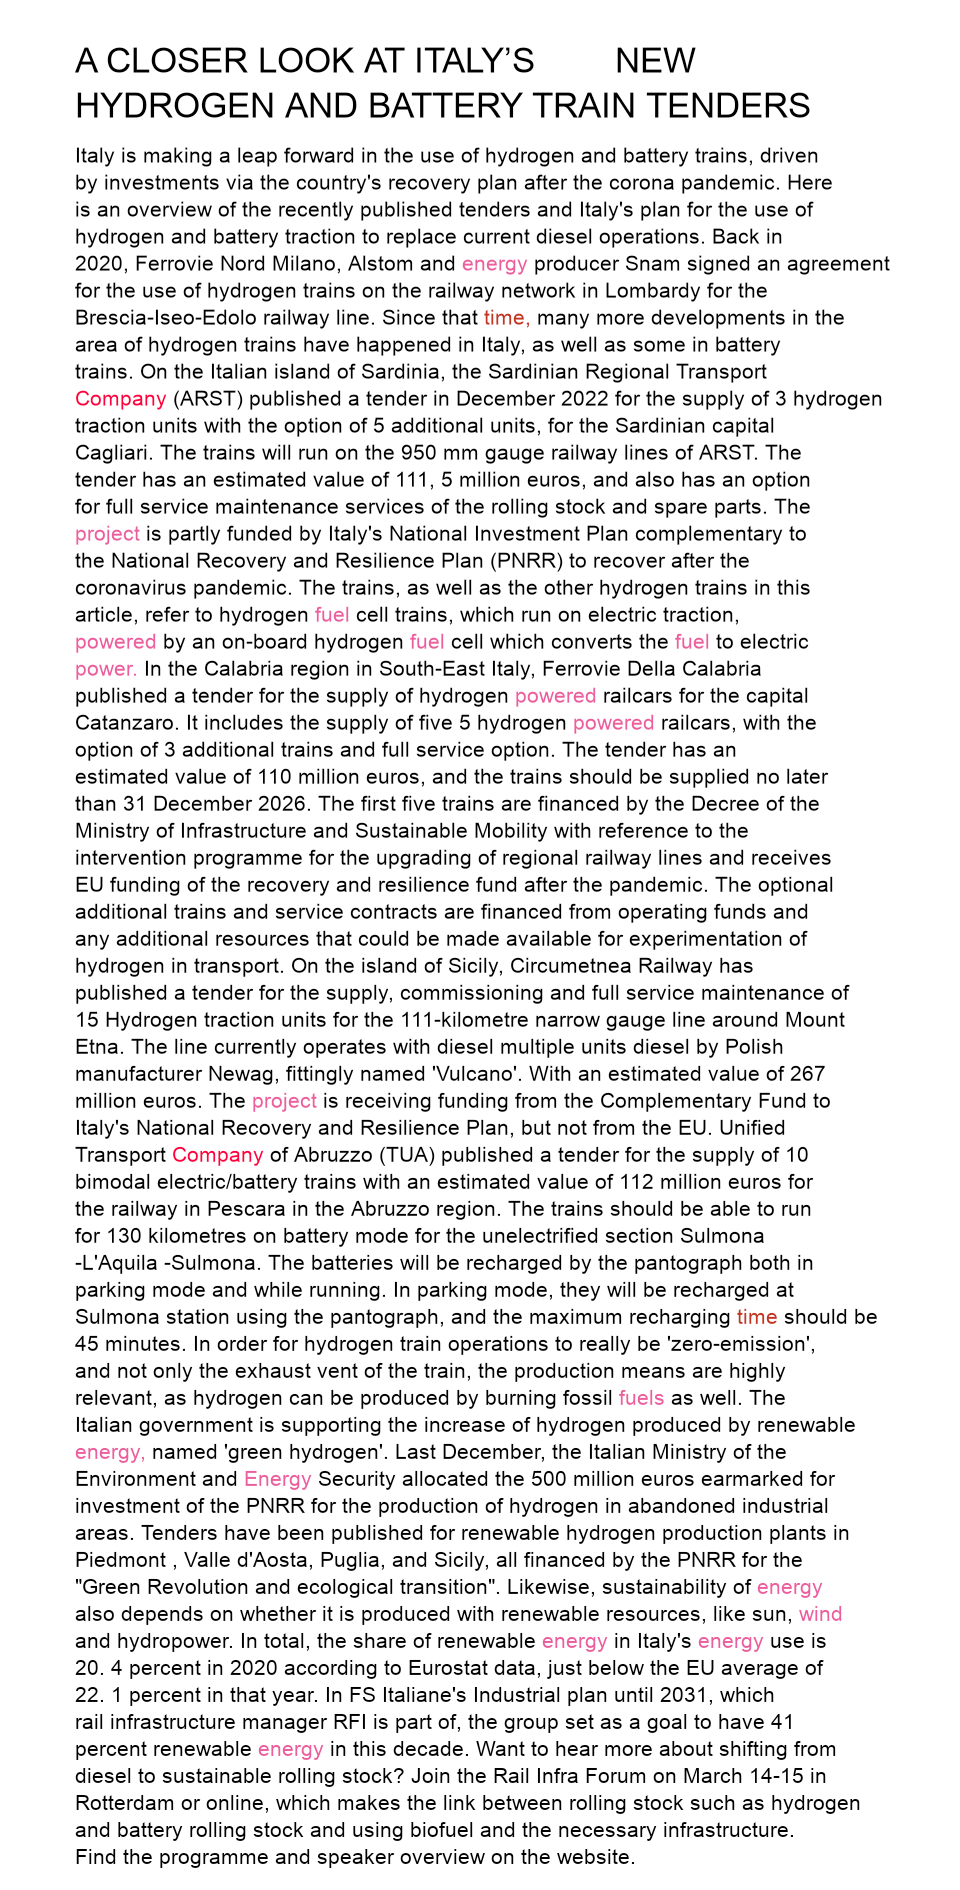 A CLOSER LOOK AT ITALY’S NEW
HYDROGEN AND BATTERY TRAIN TENDERS
Italy is making a leap forward in the use of hydrogen and battery trains, driven
by investments via the country's recovery plan after the corona pandemic. Here
is an overview of the recently published tenders and Italy's plan for the use of
hydrogen and battery traction to replace current diesel operations. Back in
2020, Ferrovie Nord Milano, Alstom and energy producer Snam signed an agreement
for the use of hydrogen trains on the railway network in Lombardy for the
Brescia-Iseo-Edolo railway line. Since that time, many more developments in the
area of hydrogen trains have happened in Italy, as well as some in battery
trains. On the Italian island of Sardinia, the Sardinian Regional Transport
Company (ARST) published a tender in December 2022 for the supply of 3 hydrogen
traction units with the option of 5 additional units, for the Sardinian capital
Cagliari. The trains will run on the 950 mm gauge railway lines of ARST. The
tender has an estimated value of 111, 5 million euros, and also has an option
for full service maintenance services of the rolling stock and spare parts. The
project is partly funded by Italy's National Investment Plan complementary to
the National Recovery and Resilience Plan (PNRR) to recover after the
coronavirus pandemic. The trains, as well as the other hydrogen trains in this
article, refer to hydrogen fuel cell trains, which run on electric traction,
powered by an on-board hydrogen fuel cell which converts the fuel to electric
power. In the Calabria region in South-East Italy, Ferrovie Della Calabria
published a tender for the supply of hydrogen powered railcars for the capital
Catanzaro. It includes the supply of five 5 hydrogen powered railcars, with the
option of 3 additional trains and full service option. The tender has an
estimated value of 110 million euros, and the trains should be supplied no later
than 31 December 2026. The first five trains are financed by the Decree of the
Ministry of Infrastructure and Sustainable Mobility with reference to the
intervention programme for the upgrading of regional railway lines and receives
EU funding of the recovery and resilience fund after the pandemic. The optional
additional trains and service contracts are financed from operating funds and
any additional resources that could be made available for experimentation of
hydrogen in transport. On the island of Sicily, Circumetnea Railway has
published a tender for the supply, commissioning and full service maintenance of
15 Hydrogen traction units for the 111-kilometre narrow gauge line around Mount
Etna. The line currently operates with diesel multiple units diesel by Polish
manufacturer Newag, fittingly named 'Vulcano'. With an estimated value of 267
million euros. The project is receiving funding from the Complementary Fund to
Italy's National Recovery and Resilience Plan, but not from the EU. Unified
Transport Company of Abruzzo (TUA) published a tender for the supply of 10
bimodal electric/battery trains with an estimated value of 112 million euros for
the railway in Pescara in the Abruzzo region. The trains should be able to run
for 130 kilometres on battery mode for the unelectrified section Sulmona
-L'Aquila -Sulmona. The batteries will be recharged by the pantograph both in
parking mode and while running. In parking mode, they will be recharged at
Sulmona station using the pantograph, and the maximum recharging time should be
45 minutes. In order for hydrogen train operations to really be 'zero-emission',
and not only the exhaust vent of the train, the production means are highly
relevant, as hydrogen can be produced by burning fossil fuels as well. The
Italian government is supporting the increase of hydrogen produced by renewable
energy, named 'green hydrogen'. Last December, the Italian Ministry of the
Environment and Energy Security allocated the 500 million euros earmarked for
investment of the PNRR for the production of hydrogen in abandoned industrial
areas. Tenders have been published for renewable hydrogen production plants in
Piedmont , Valle d'Aosta, Puglia, and Sicily, all financed by the PNRR for the
"Green Revolution and ecological transition". Likewise, sustainability of energy
also depends on whether it is produced with renewable resources, like sun, wind
and hydropower. In total, the share of renewable energy in Italy's energy use is
20. 4 percent in 2020 according to Eurostat data, just below the EU average of
22. 1 percent in that year. In FS Italiane's Industrial plan until 2031, which
rail infrastructure manager RFI is part of, the group set as a goal to have 41
percent renewable energy in this decade. Want to hear more about shifting from
diesel to sustainable rolling stock? Join the Rail Infra Forum on March 14-15 in
Rotterdam or online, which makes the link between rolling stock such as hydrogen
and battery rolling stock and using biofuel and the necessary infrastructure.
Find the programme and speaker overview on the website.